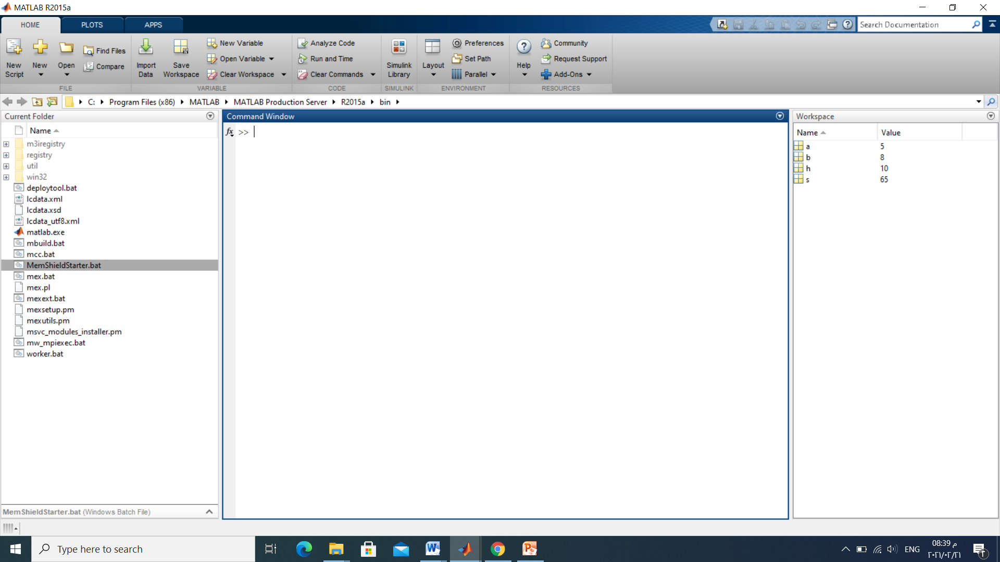 MATLAB R2015a
HOME PLOTS APPS
Search Documentation
New Script
New
Open
Find Files
Compare
FILE
Import Data
Save Workspace
New Variable
Open Variable
Clear Workspace
VARIABLE
Analyze Code
Run and Time
Clear Commands
CODE
Simulink Library
SIMULINK
Layout
Preferences
Set Path
Parallel
ENVIRONMENT
Help
Community
Request Support
Add-Ons
RESOURCES
C: Program Files (x86) MATLAB MATLAB Production Server R2015a bin
Current Folder
Name
m3iregistry
registry
util
win32
deploytool.bat
lcdata.xml
lcdata.xsd
lcdata_utf8.xml
matlab.exe
mbuild.bat
mcc.bat
MemShieldStarter.bat
mex.bat
mex.pl
mexext.bat
mexsetup.pm
mexutils.pm
msvc_modules_installer.pm
mw_mpiexec.bat
worker.bat
MemShieldStarter.bat (Windows Batch File)
Command Window
fx >>
Workspace
Name Value
a 5
b 8
h 10
s 65
Type here to search
ENG
08:39 م
٢٠٢١/٠٢/٢١
٢